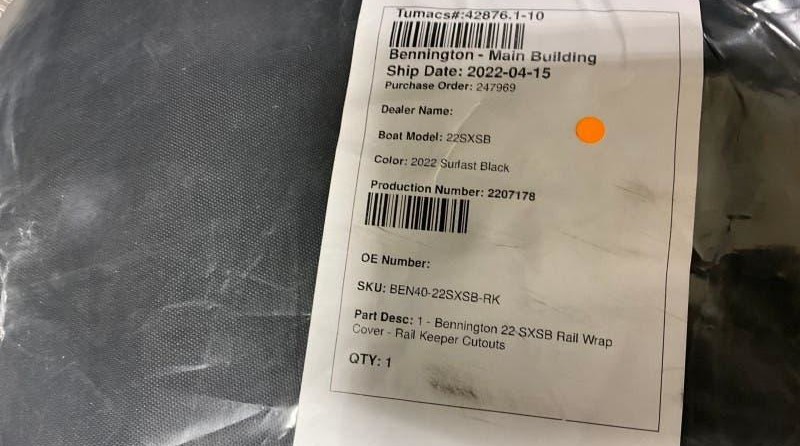 Tumacs#:42876.1-10
Bennington - Main Building
Ship Date: 2022-04-15
Purchase Order: 247969
Dealer Name:
Boat Model: 22SXSB
Color: 2022 Surlast Black
Production Number: 2207178
OE Number:
SKU: BEN40-22SXSB-RK
Part Desc: 1 - Bennington 22 SXSB Rail Wrap
Cover - Rail Keeper Cutouts
QTY: 1